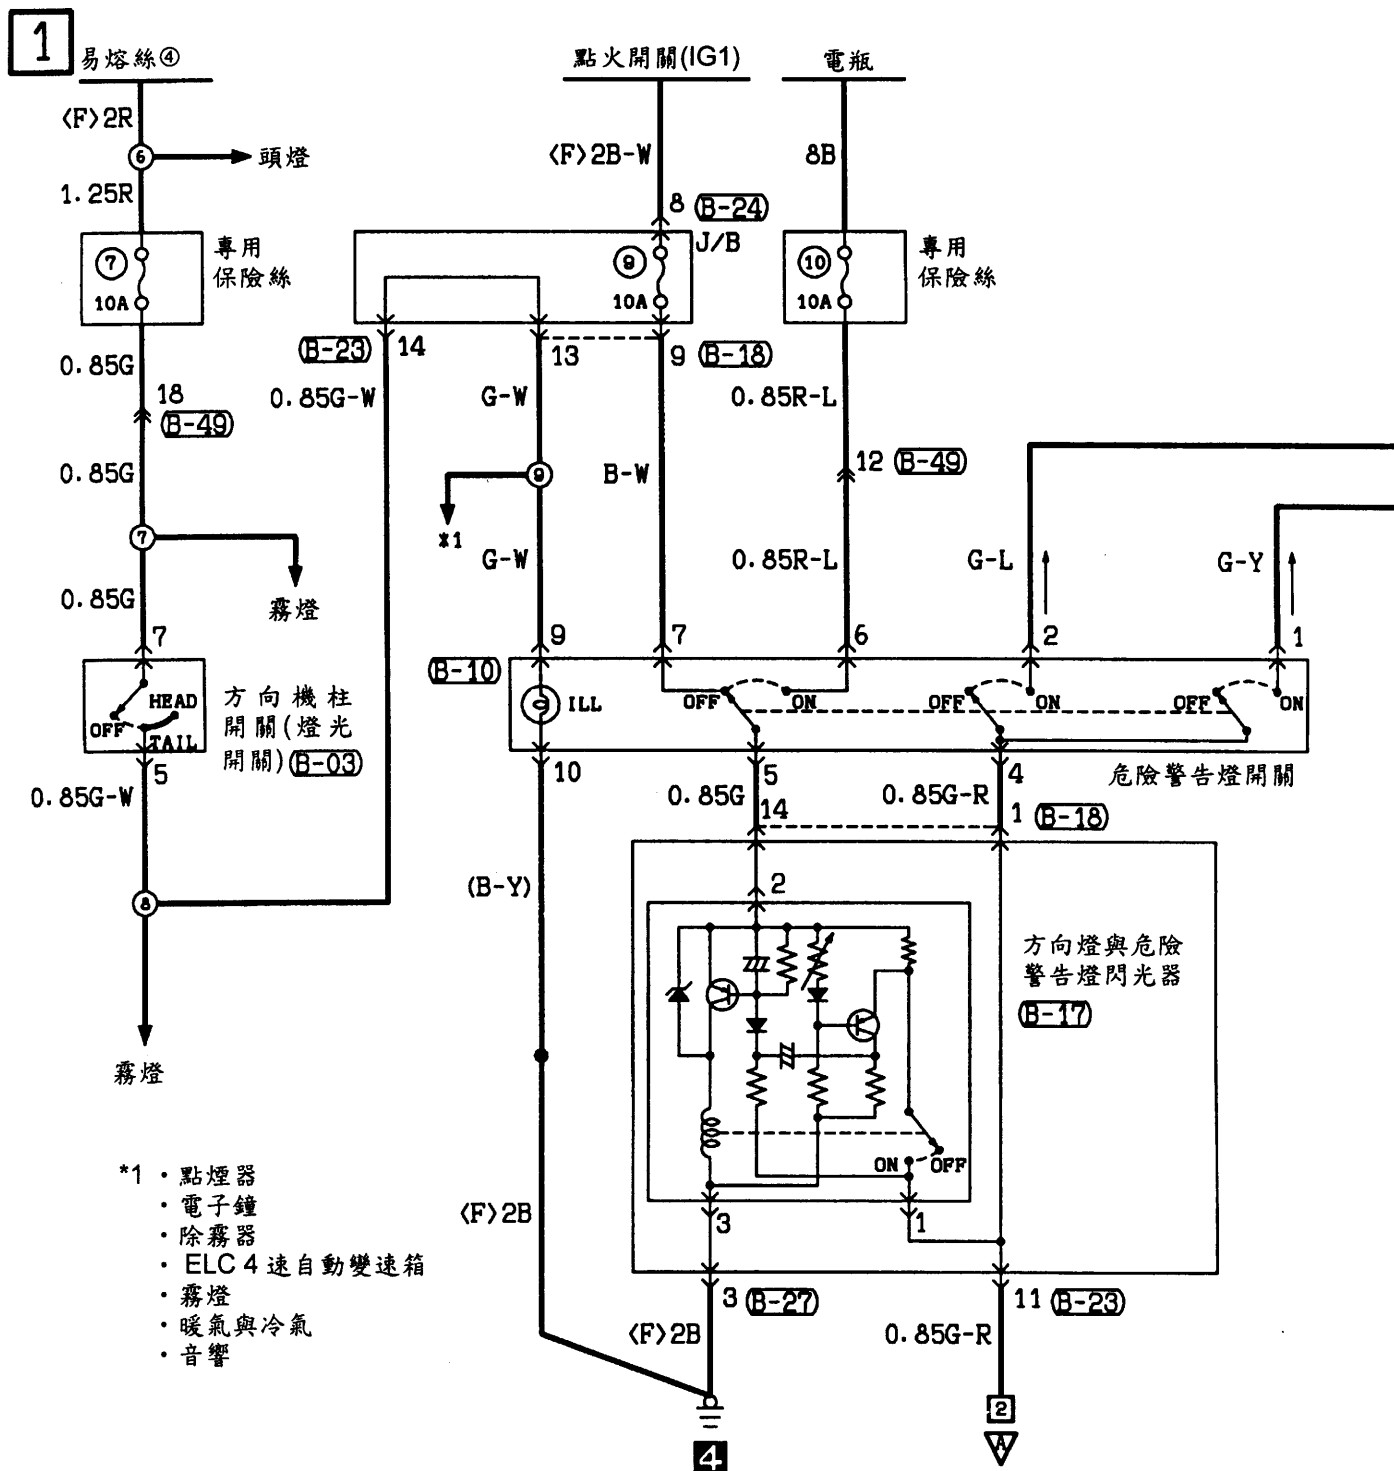 1
易熔絲④
點火開關(IG1)
電瓶
<F>2R
6
頭燈
<F>2B-W
8B
1.25R
8 (B-24)
J/B
7
10A
專用
保險絲
9
10A
10
10A
專用
保險絲
(B-23) 14
13
9 (B-18)
0.85G
0.85G-W
G-W
0.85R-L
18
(B-49)
0.85G
9
B-W
12 (B-49)
*1
7
霧燈
G-W
0.85R-L
G-L
G-Y
0.85G
7
9
7
6
2
1
(B-10)
ILL
OFF
ON
OFF
ON
OFF
ON
HEAD
OFF
TAIL
方向機柱
開關(燈光
開關)(B-03)
5
10
5
4
危險警告燈開關
0.85G-W
0.85G
0.85G-R
14
1 (B-18)
8
(B-Y)
2
方向燈與危險
警告燈閃光器
(B-17)
霧燈
ON
OFF
*1 ・點煙器
・電子鐘
・除霧器
・ELC 4 速自動變速箱
・霧燈
・暖氣與冷氣
・音響
<F>2B
3
1
3 (B-27)
11 (B-23)
<F>2B
0.85G-R
2
A
4